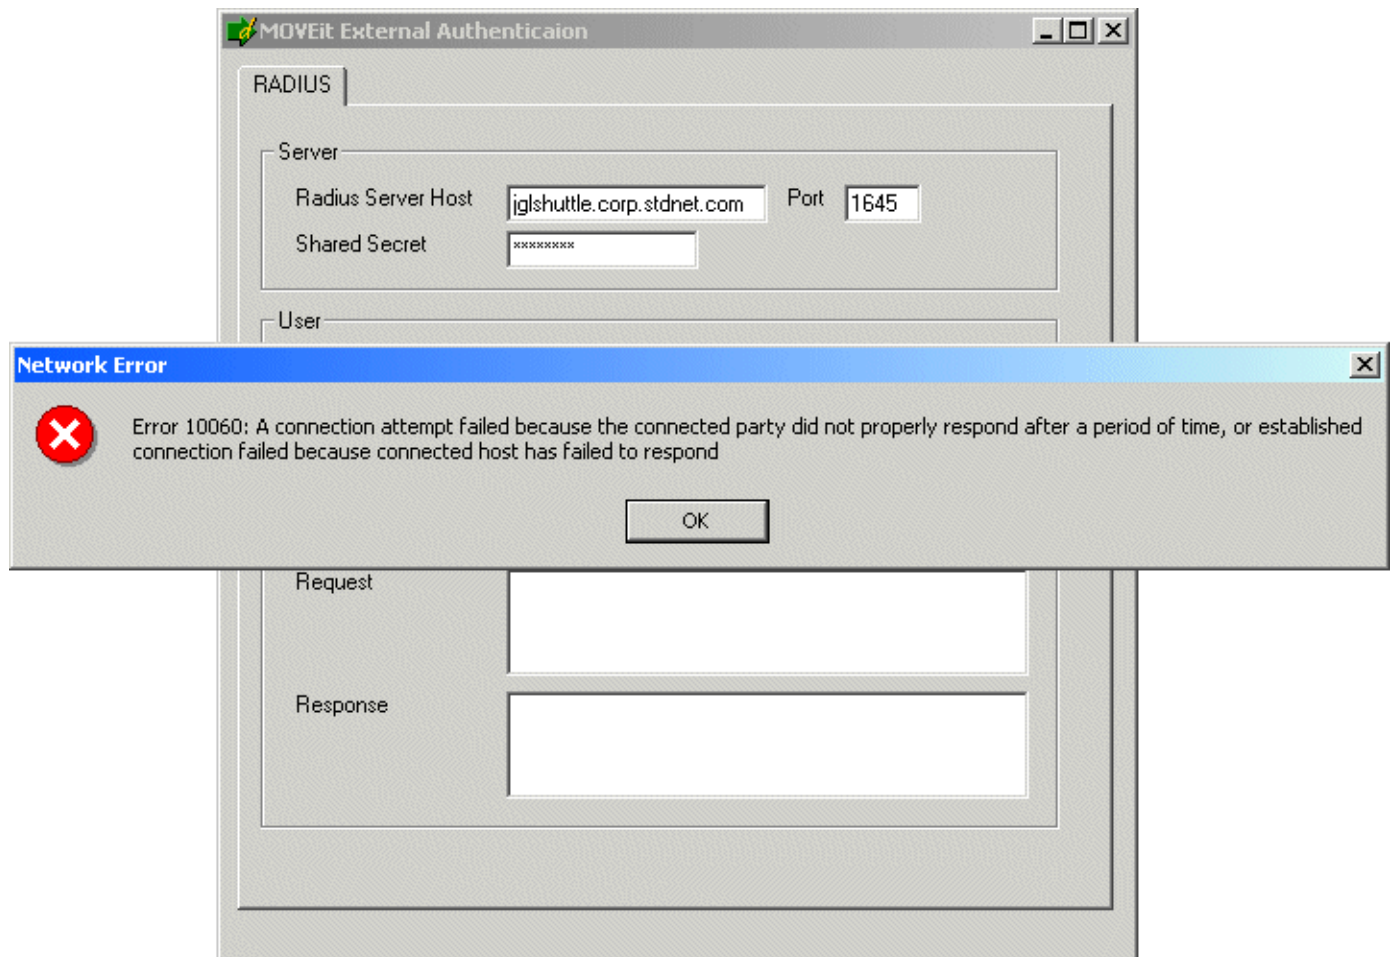 MOVEit External Authenticaion
RADIUS
Server
Radius Server Host jglshuttle.corp.stdnet.com Port 1645
Shared Secret ********
User
Network Error
Error 10060: A connection attempt failed because the connected party did not properly respond after a period of time, or established
connection failed because connected host has failed to respond
OK
Request
Response